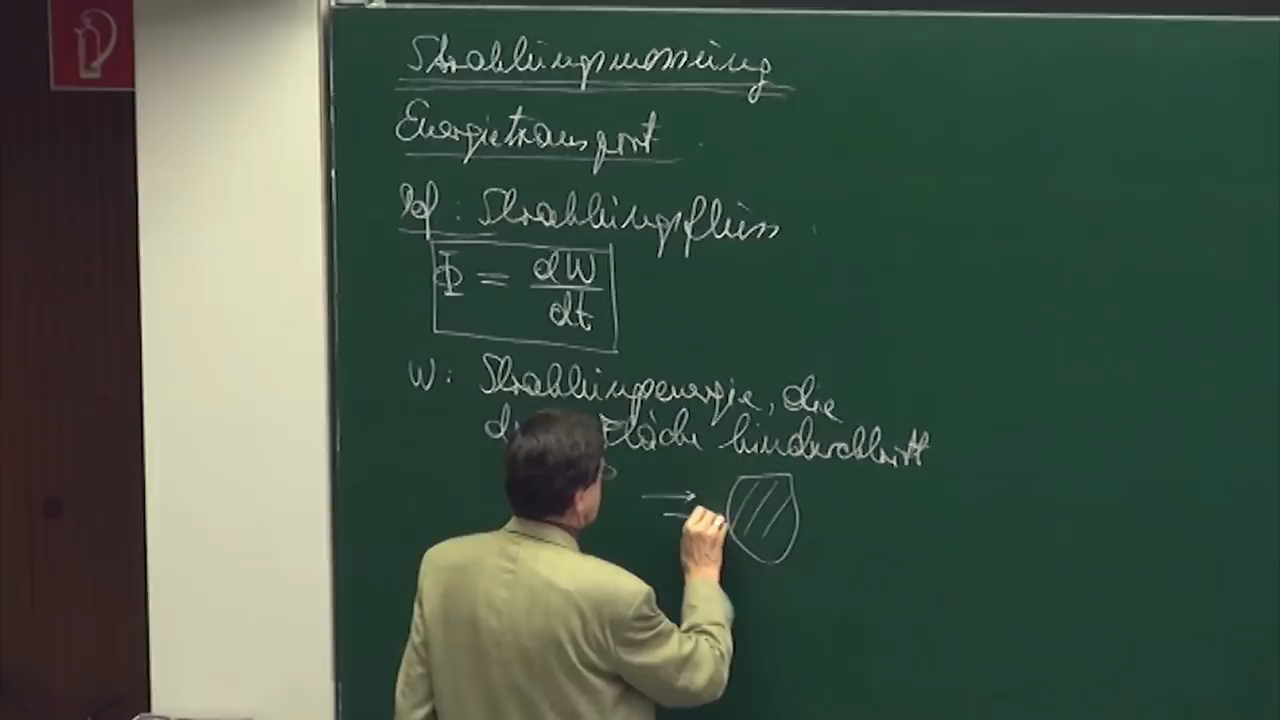 Strahlungsmessung
Energietransport
Def: Strahlungsfluss
Φ = dW/dt
W: Strahlungsenergie, die
Fläche hindurchtritt